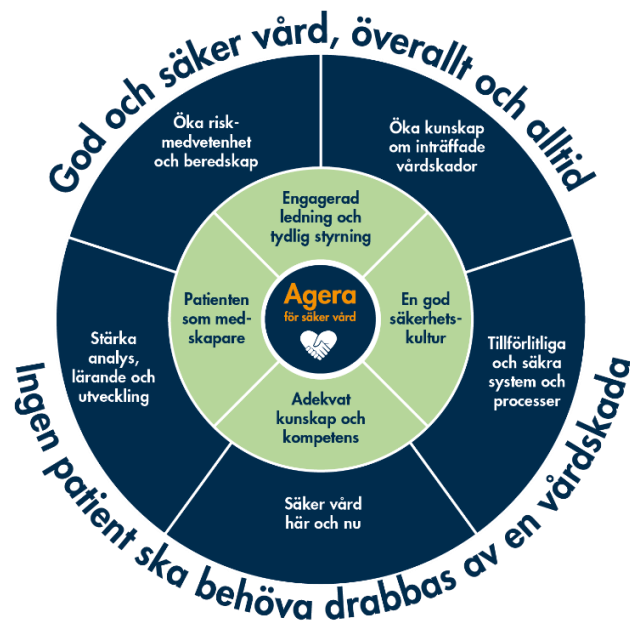 God och säker vård, överallt och alltid
Öka risk-
medvetenhet
och beredskap
Öka kunskap
om inträffade
vårdskador
Engagerad
ledning och
tydlig styrning
Patienten
som med-
skapare
Agera
för säker vård
En god
säkerhets-
kultur
Stärka
analys,
lärande och
utveckling
Tillförlitliga
och säkra
system och
processer
Adekvat
kunskap och
kompetens
Säker vård
här och nu
Ingen patient ska behöva drabbas av en vårdskada